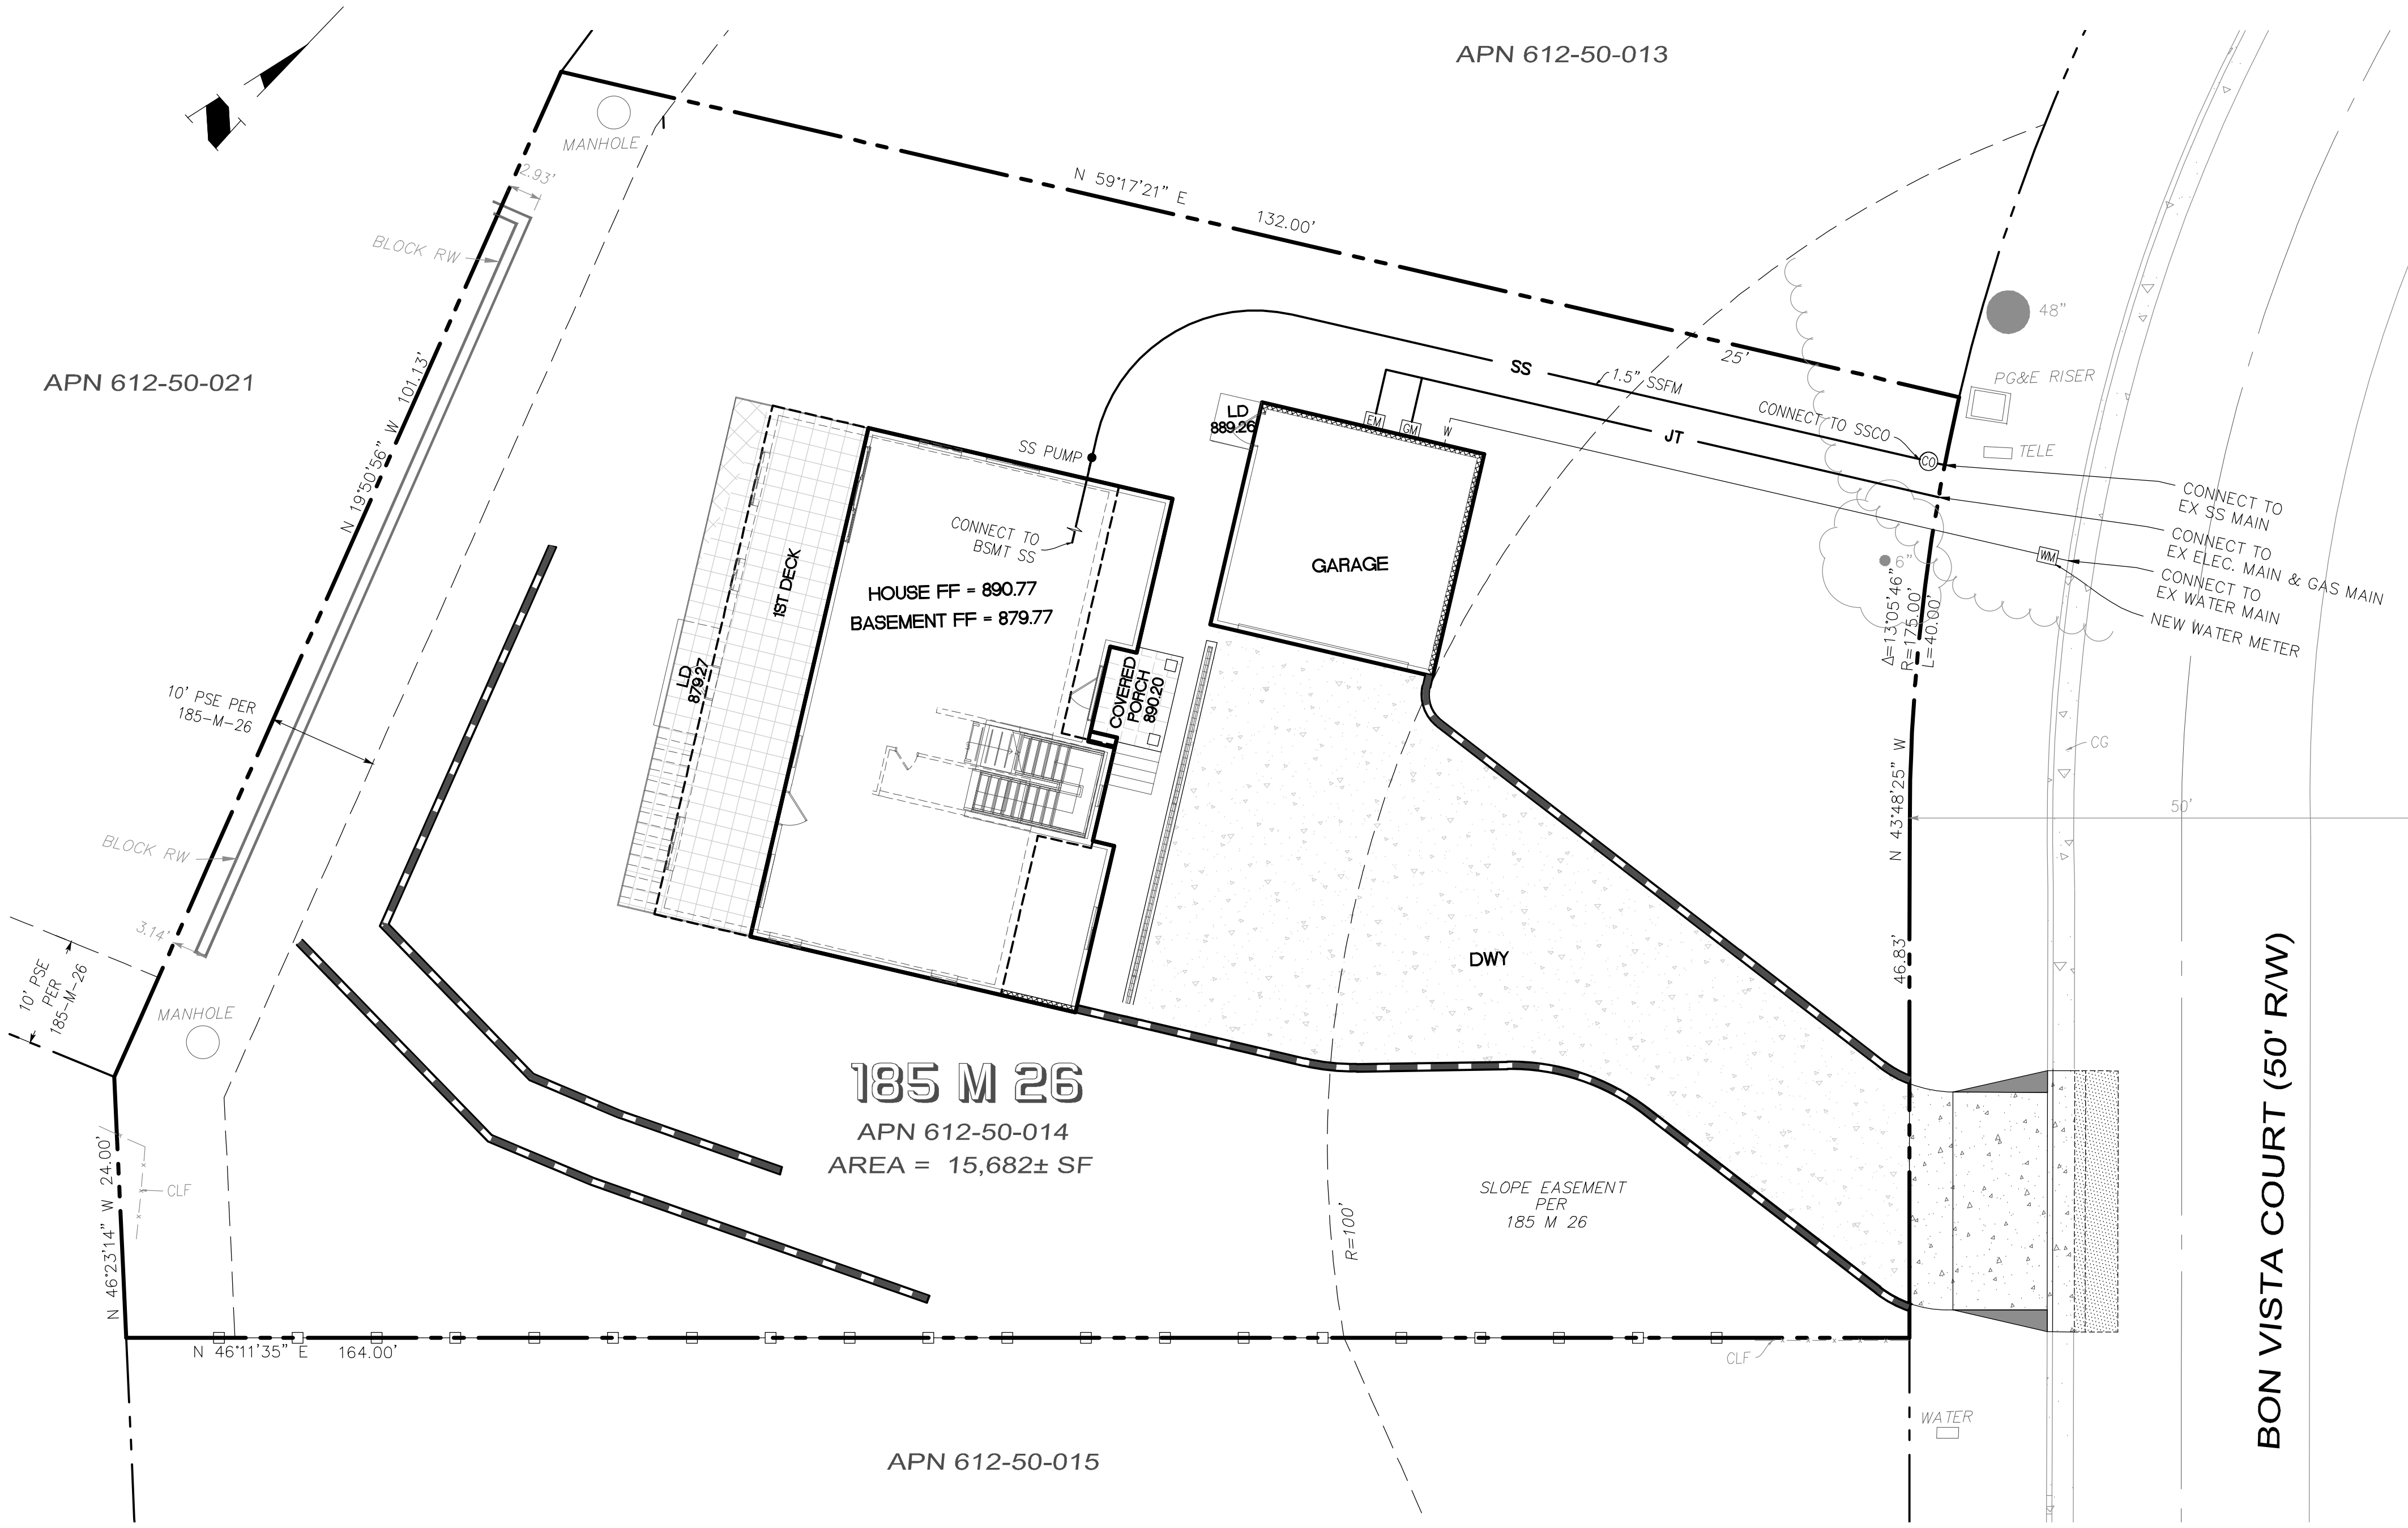 APN 612-50-013
N
MANHOLE
2.93'
BLOCK RW
N 59°17'21" E
132.00'
25'
48"
PG&E RISER
TELE
APN 612-50-021
N 19°50'56" W 101.13'
SS
1.5" SSFM
CONNECT TO SSCO
CO
JT
EM
GM
W
LD
889.26
SS PUMP
CONNECT TO
BSMT SS
1ST DECK
HOUSE FF = 890.77
BASEMENT FF = 879.77
GARAGE
CONNECT TO
EX SS MAIN
CONNECT TO
EX ELEC. MAIN & GAS MAIN
WM
CONNECT TO
EX WATER MAIN
NEW WATER METER
6"
Δ=13°05'46"
R=175.00'
L=40.00'
LD
879.27
COVERED
PORCH
890.20
10' PSE PER
185-M-26
N 43°48'25" W
46.83'
CG
50'
BLOCK RW
3.14'
10' PSE
PER
185-M-26
MANHOLE
DWY
185 M 26
APN 612-50-014
AREA = 15,682± SF
SLOPE EASEMENT
PER
185 M 26
R=100'
BON VISTA COURT (50' R/W)
N 46°23'14" W 24.00'
CLF
N 46°11'35" E 164.00'
CLF
WATER
APN 612-50-015